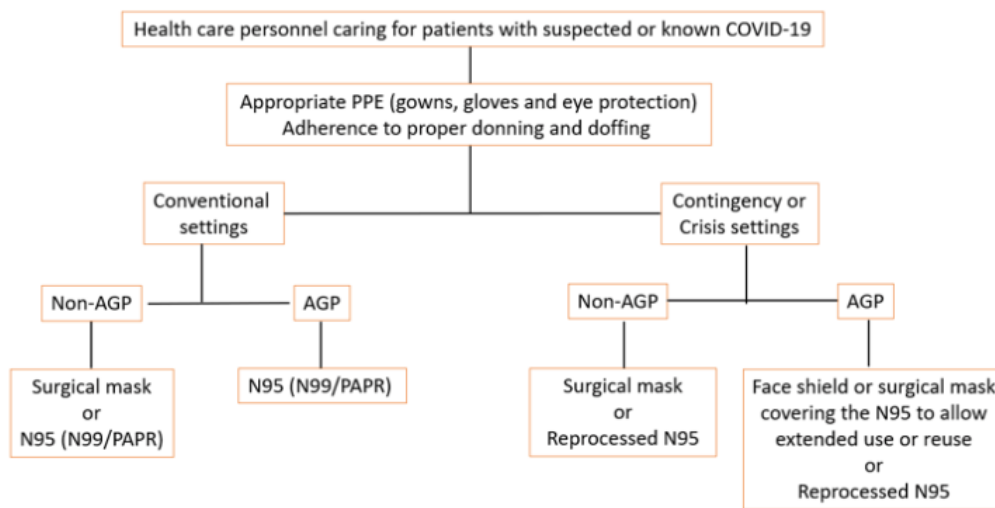 Health care personnel caring for patients with suspected or known COVID-19
Appropriate PPE (gowns, gloves and eye protection)
Adherence to proper donning and doffing
Conventional
settings
Contingency or
Crisis settings
Non-AGP
AGP
Non-AGP
AGP
Surgical mask
or
N95 (N99/PAPR)
N95 (N99/PAPR)
Surgical mask
or
Reprocessed N95
Face shield or surgical mask
covering the N95 to allow
extended use or reuse
or
Reprocessed N95